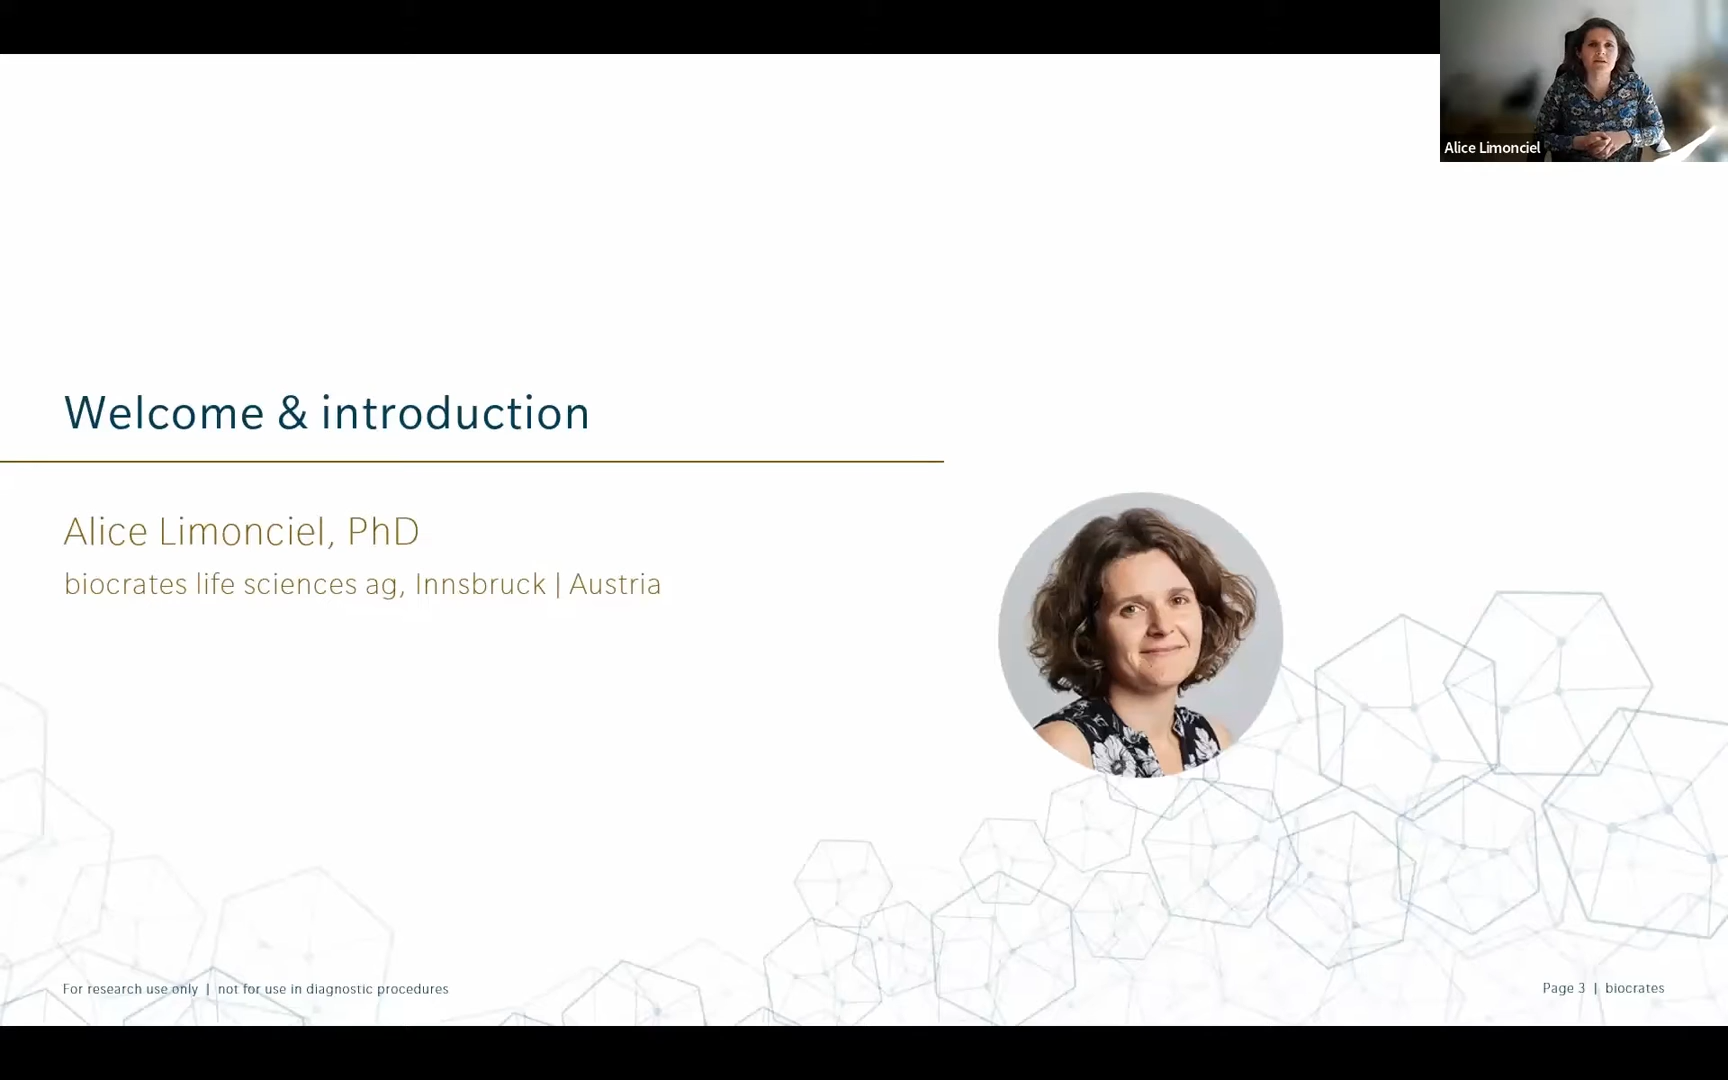 Alice Limonciel
Welcome & introduction
Alice Limonciel, PhD
biocrates life sciences ag, Innsbruck | Austria
For research use only | not for use in diagnostic procedures
Page 3 | biocrates